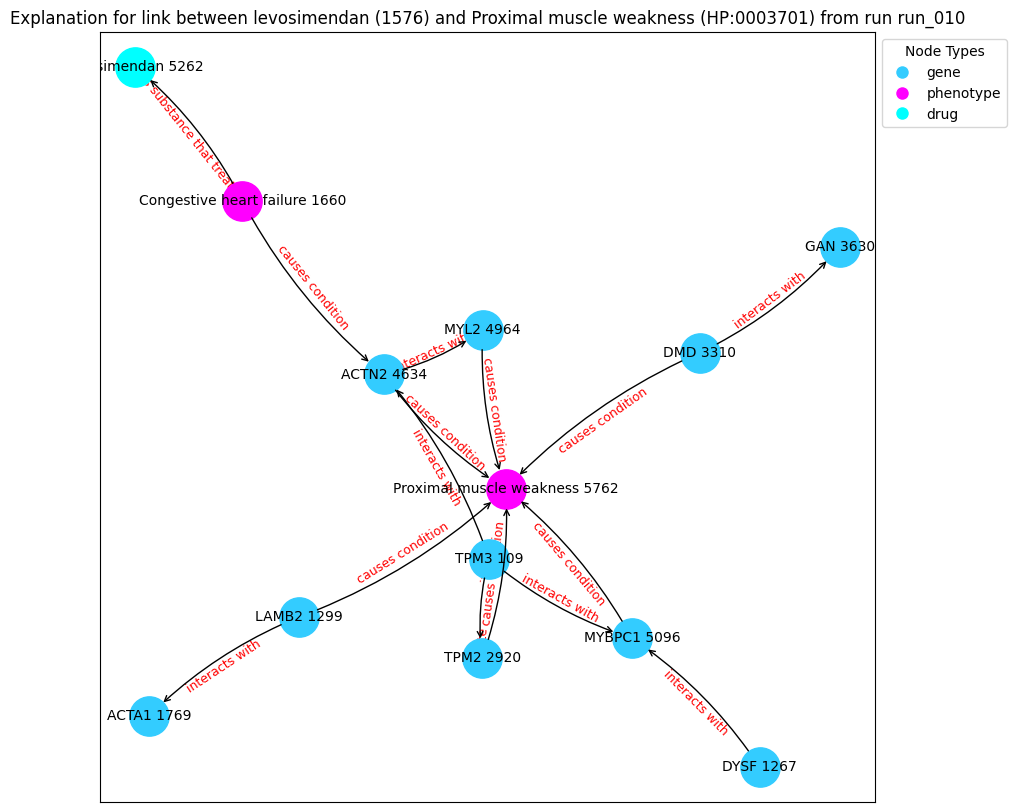 Explanation for link between levosimendan (1576) and Proximal muscle weakness (HP:0003701) from run run_010
Node Types
gene
phenotype
drug
simendan 5262
substance that trea
Congestive heart failure 1660
causes condition
GAN 3630
interacts with
MYL2 4964
DMD 3310
interacts with
ACTN2 4634
causes condition
causes condition
causes condition
interacts with
Proximal muscle weakness 5762
causes condition
causes condition
TPM3 109
interacts with
LAMB2 1299
causes
MYBPC1 5096
TPM2 2920
interacts with
interacts with
ACTA1 1769
DYSF 1267